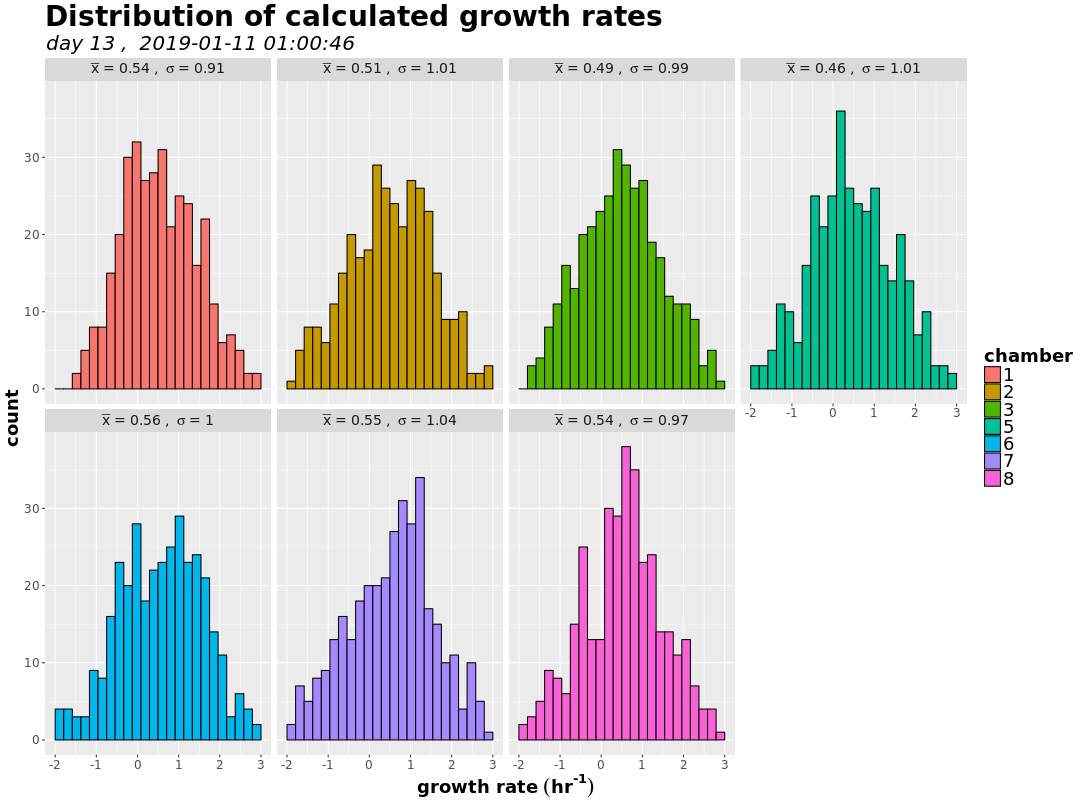 Distribution of calculated growth rates
day 13 ,  2019-01-11 01:00:46
x̅ = 0.54 ,  σ = 0.91
x̅ = 0.51 ,  σ = 1.01
x̅ = 0.49 ,  σ = 0.99
x̅ = 0.46 ,  σ = 1.01
30
20
10
0
-2 -1 0 1 2 3
x̅ = 0.56 ,  σ = 1
x̅ = 0.55 ,  σ = 1.04
x̅ = 0.54 ,  σ = 0.97
30
20
10
0
-2 -1 0 1 2 3
-2 -1 0 1 2 3
-2 -1 0 1 2 3
count
growth rate (hr⁻¹)
chamber
1
2
3
5
6
7
8